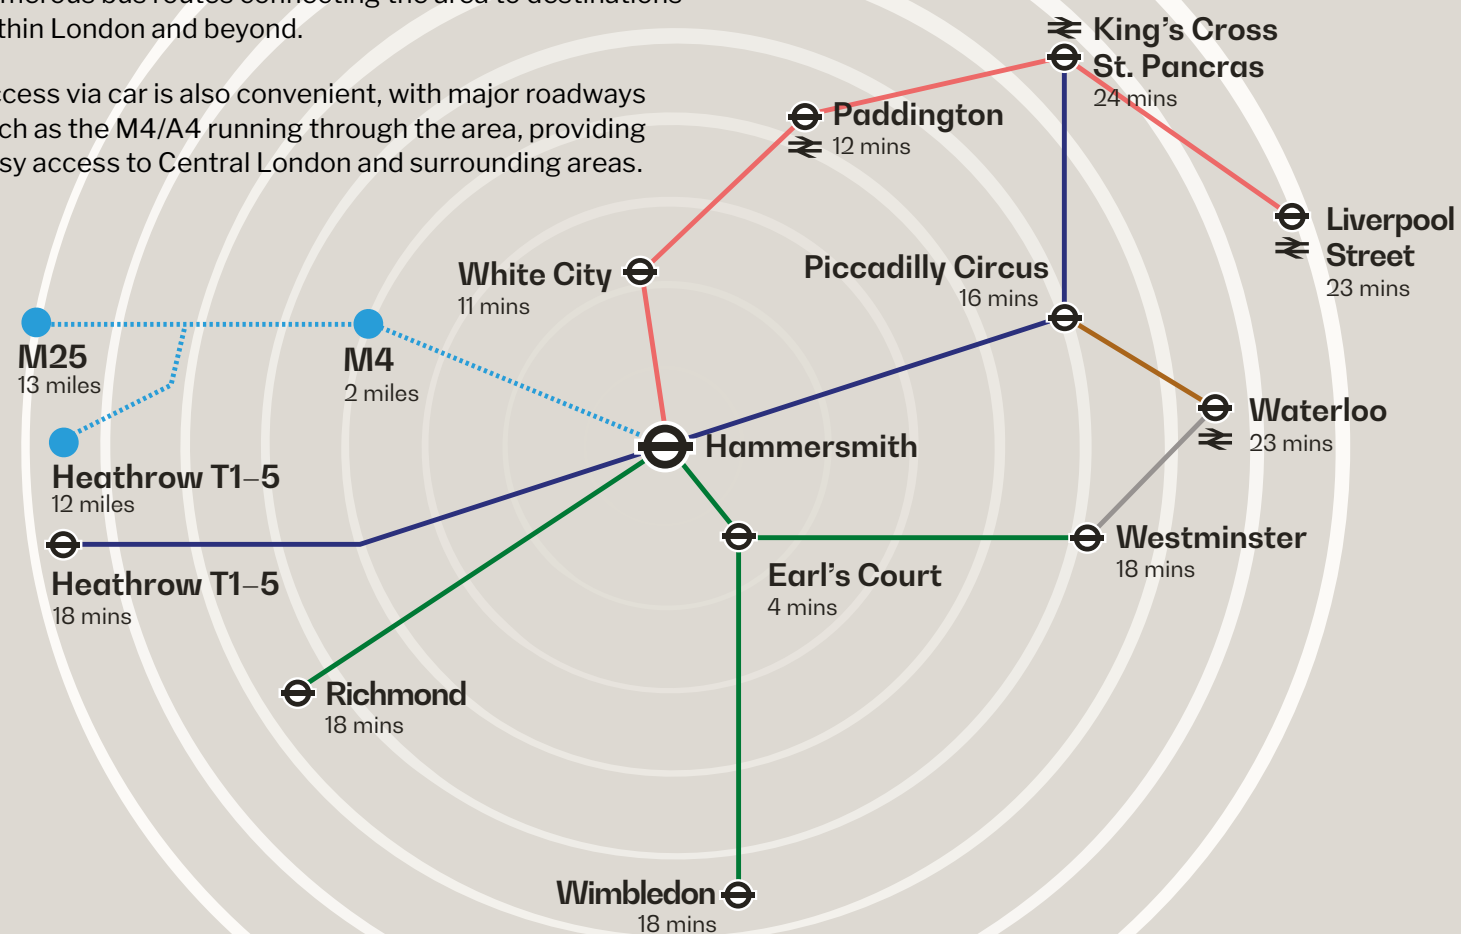 within London and beyond.
access via car is also convenient, with major roadways
such as the M4/A4 running through the area, providing
easy access to Central London and surrounding areas.
King’s Cross
St. Pancras
24 mins
Paddington
12 mins
Liverpool
Street
23 mins
White City
11 mins
Piccadilly Circus
16 mins
M25
13 miles
M4
2 miles
Hammersmith
Waterloo
23 mins
Heathrow T1–5
12 miles
Westminster
18 mins
Heathrow T1–5
18 mins
Earl’s Court
4 mins
Richmond
18 mins
Wimbledon
18 mins